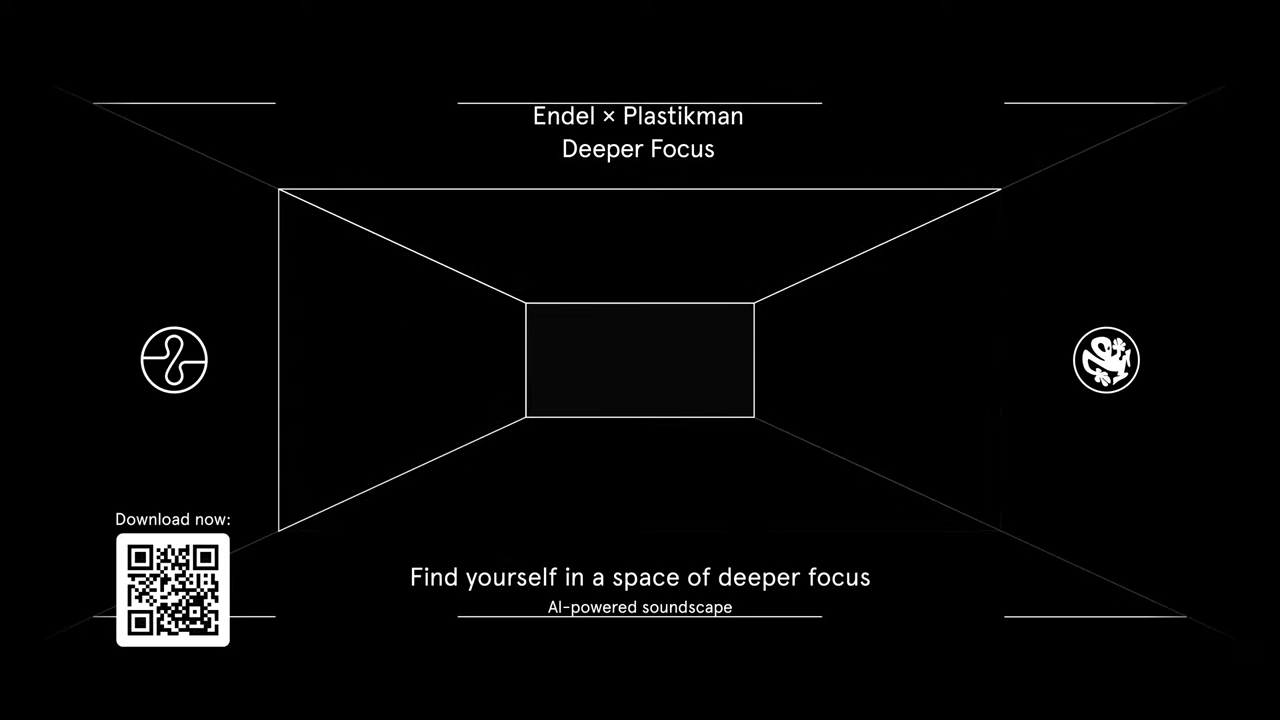 Endel × Plastikman
Deeper Focus
Download now:
Find yourself in a space of deeper focus
AI-powered soundscape